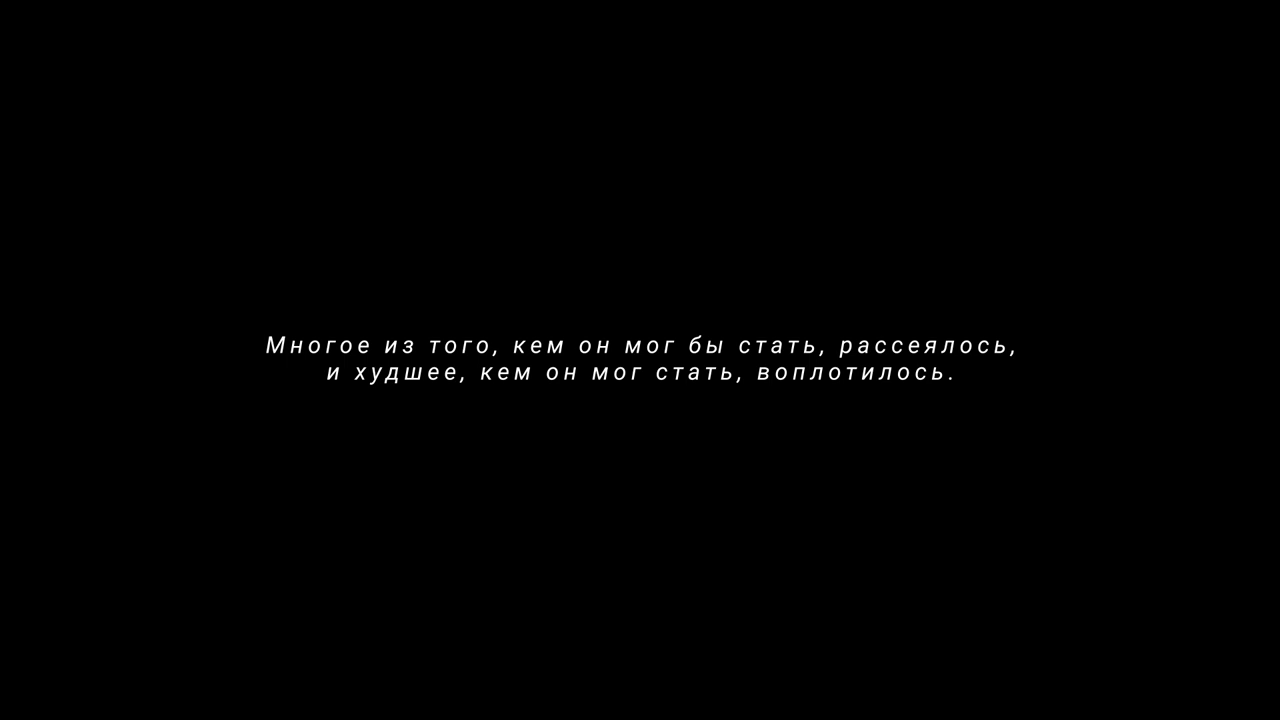 Многое из того, кем он мог бы стать, рассеялось,
и худшее, кем он мог стать, воплотилось.